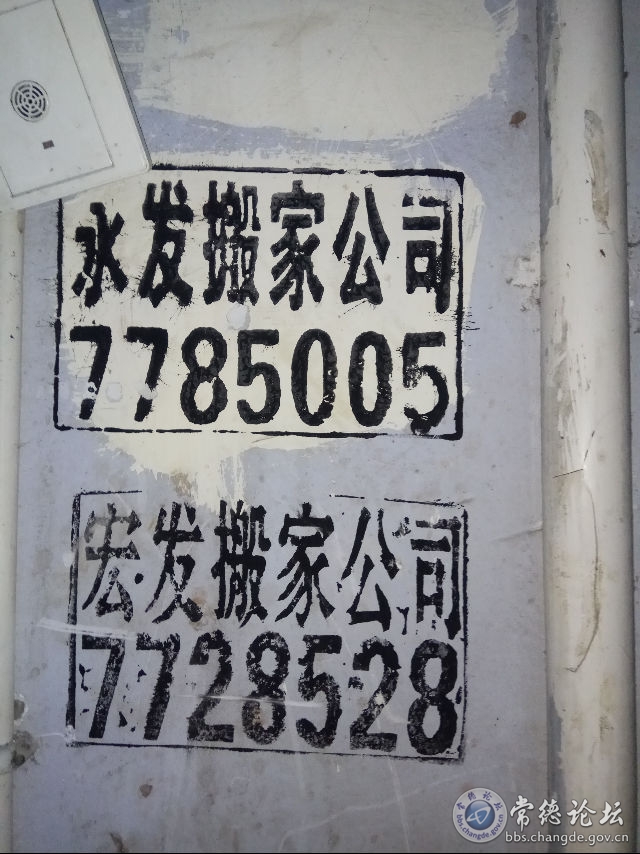 永发搬家公司
7785005
宏发搬家公司
7728528
常德论坛
bbs.changde.gov.cn